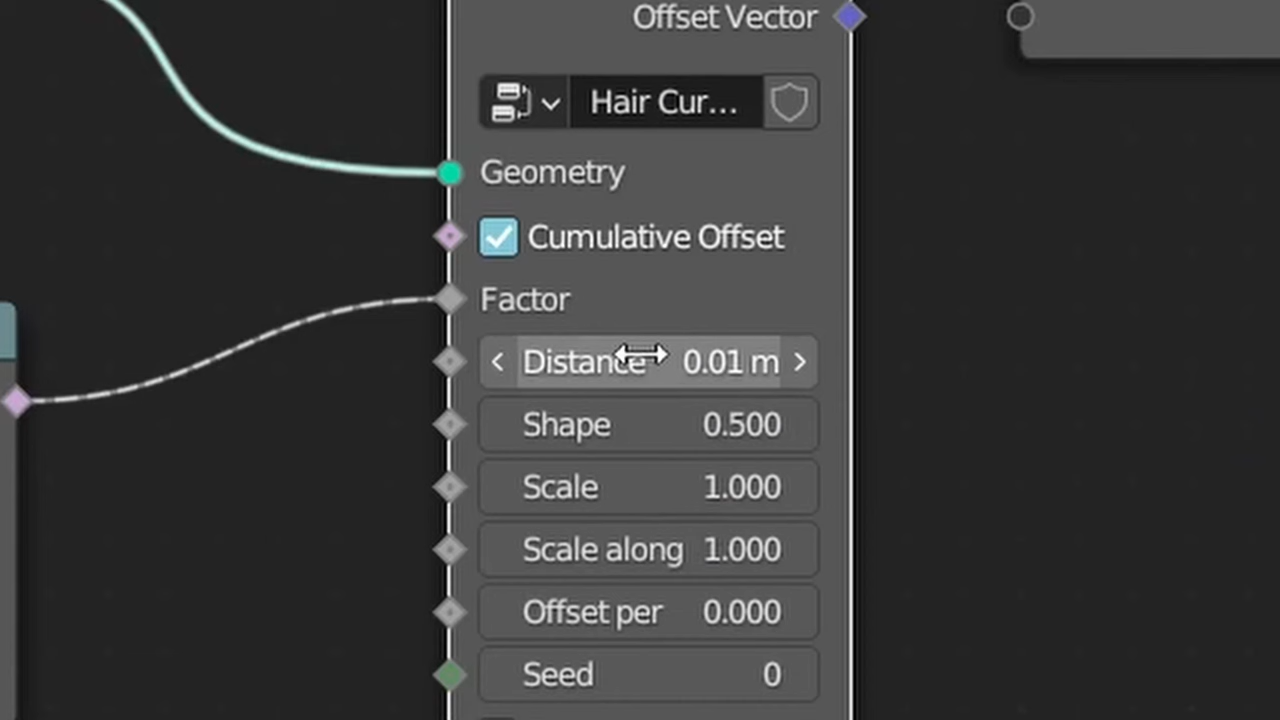 Offset Vector
Hair Cur...
Geometry
Cumulative Offset
Factor
Distance 0.01 m
Shape 0.500
Scale 1.000
Scale along 1.000
Offset per 0.000
Seed 0